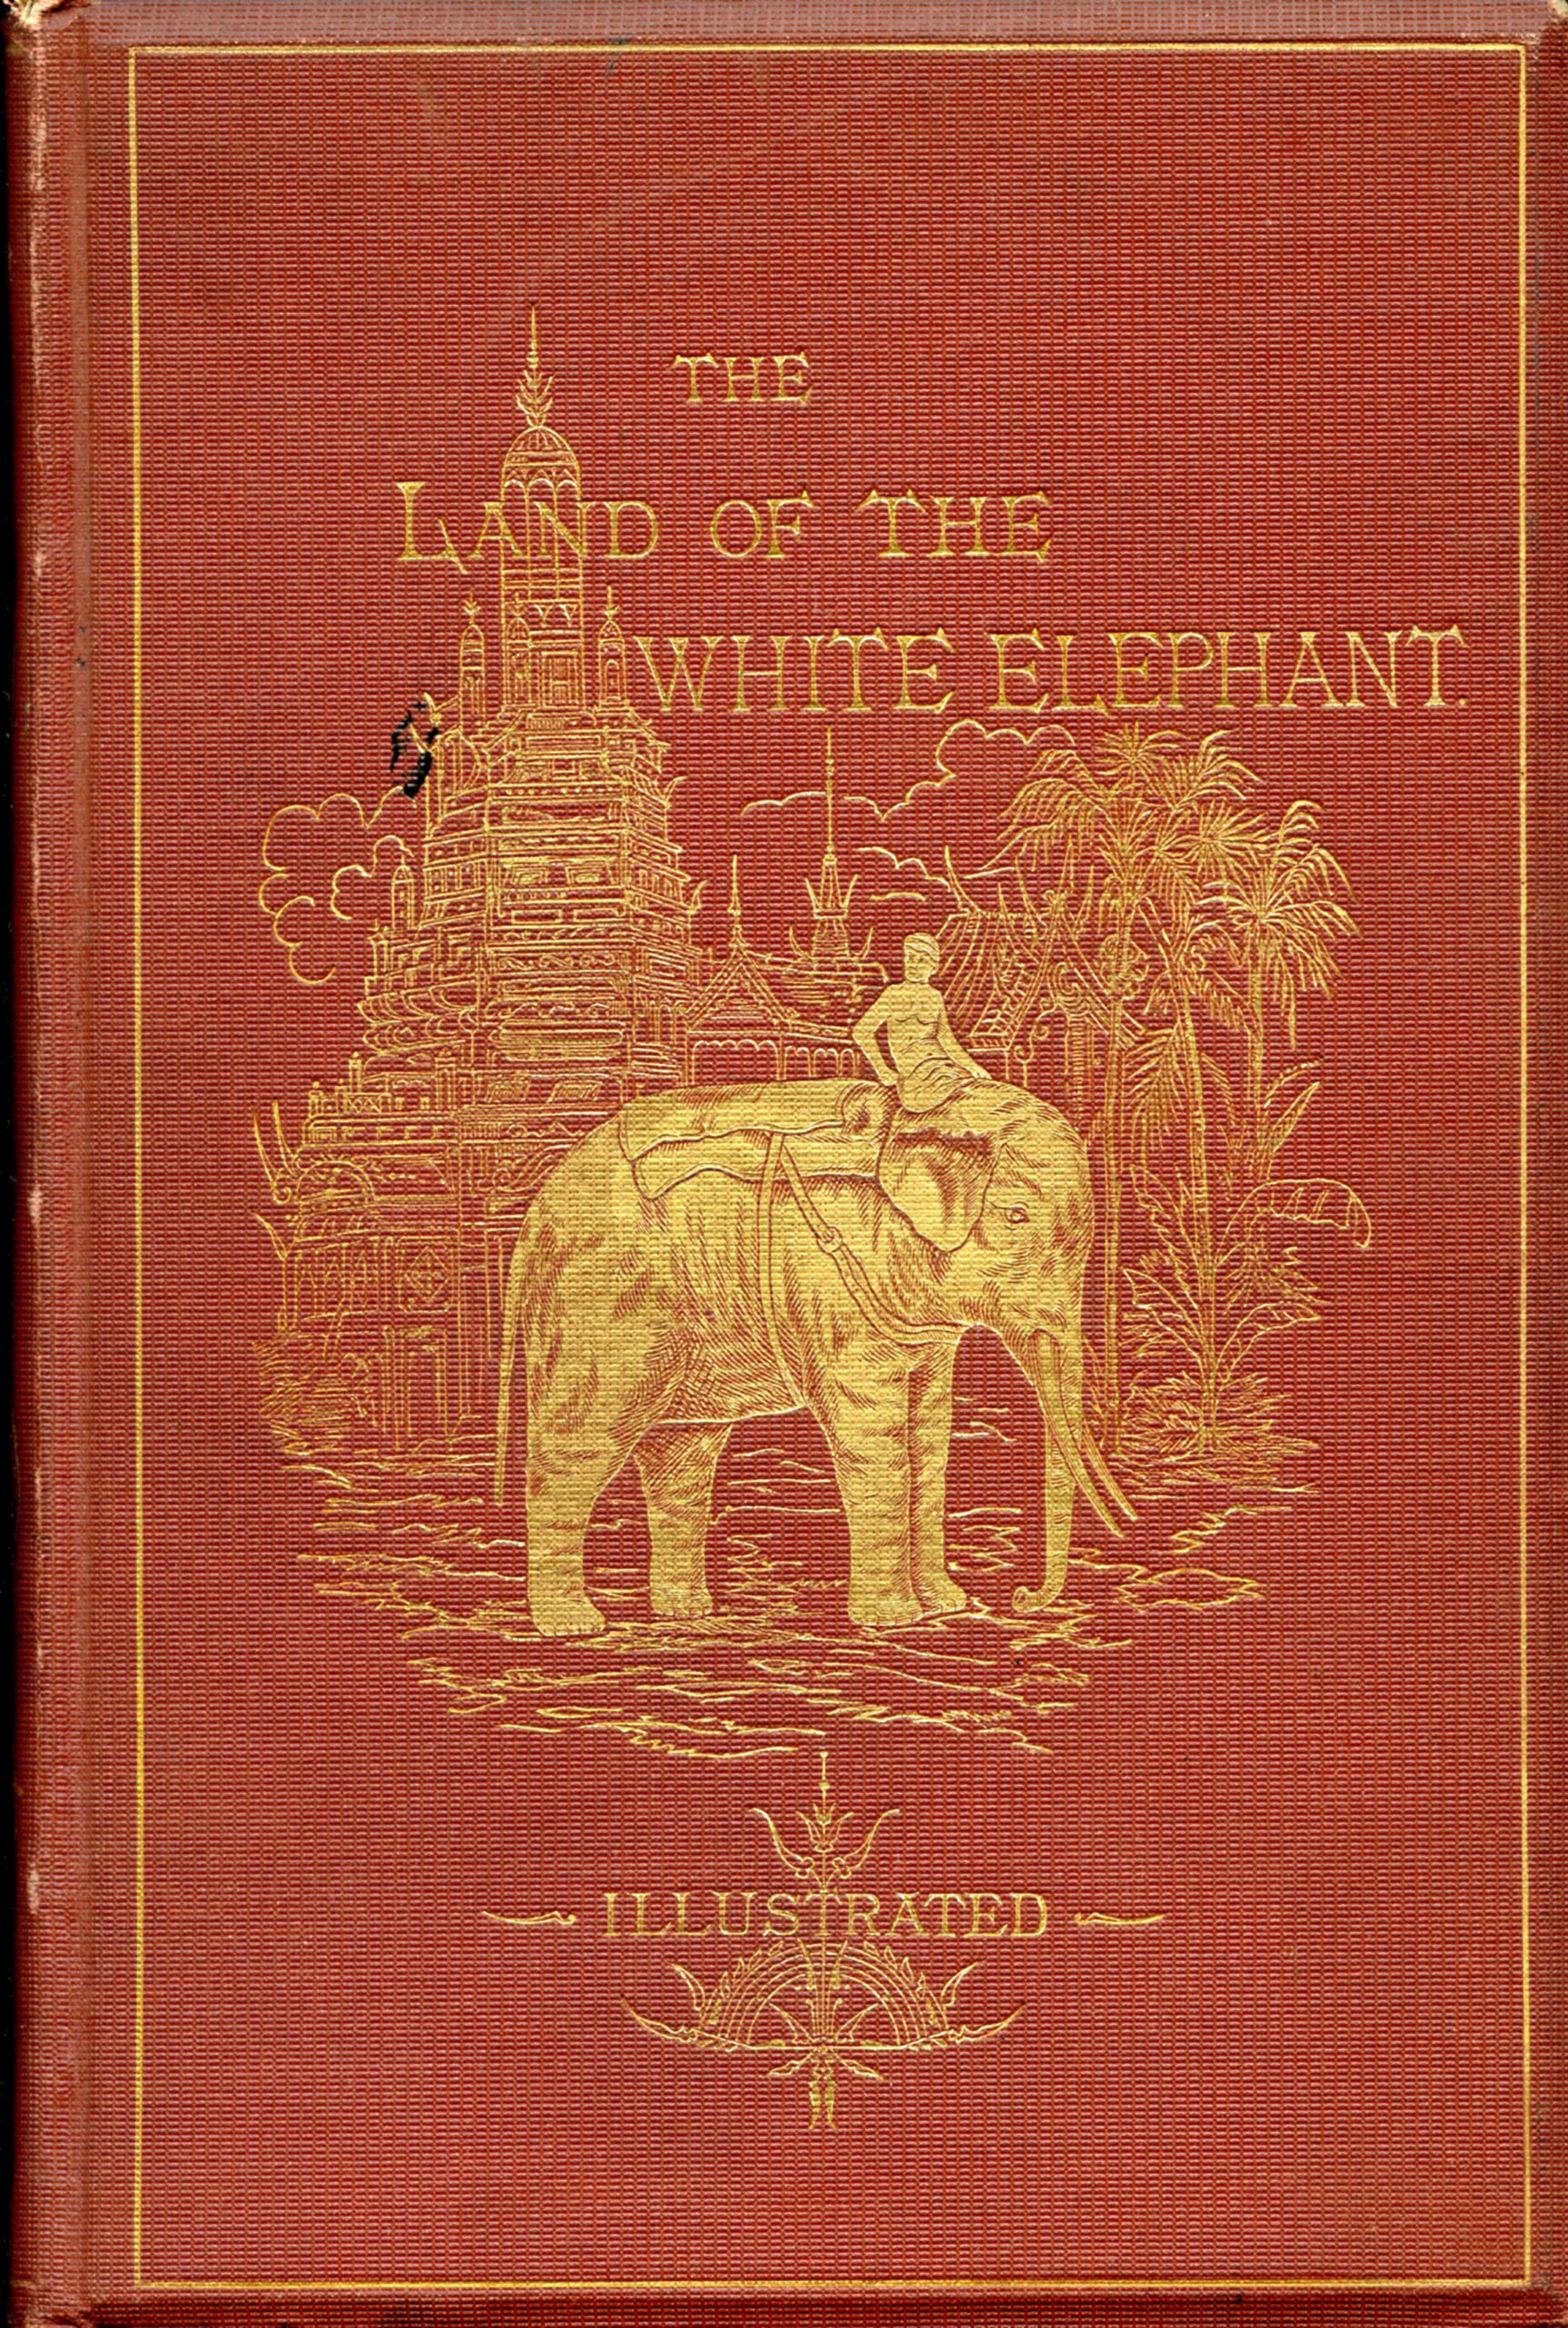 THE
LAND OF THE
WHITE ELEPHANT.
ILLUSTRATED